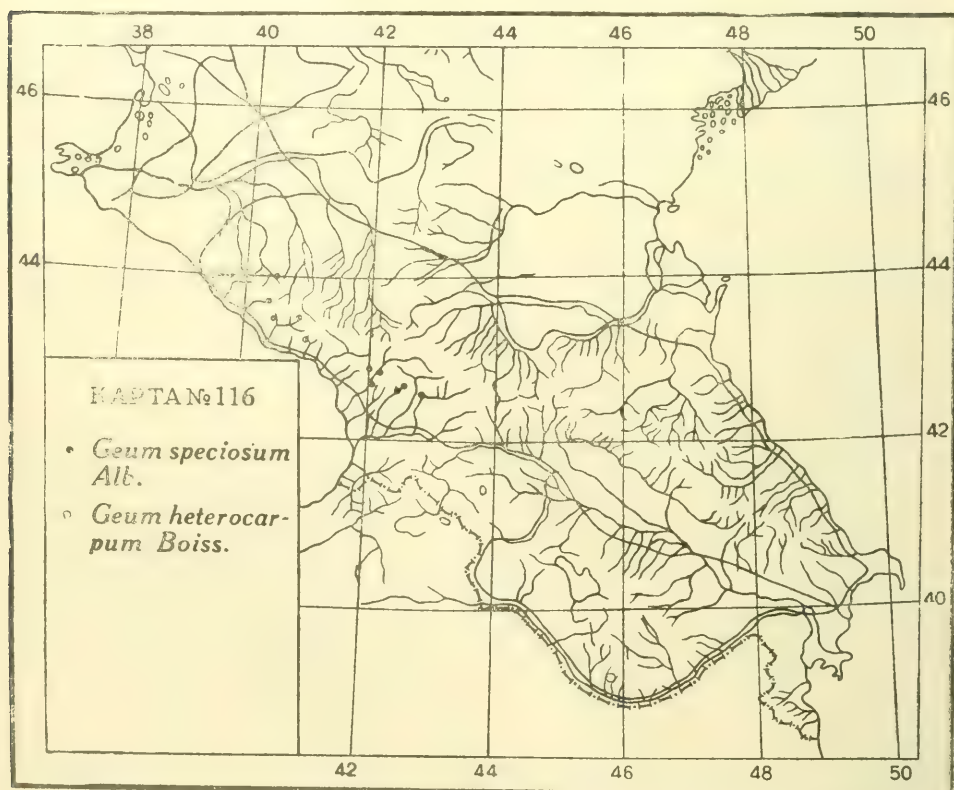 38 40 42 44 46 48 50
46 46
44 44
КАРТА №116
• Geum speciosum
Alb.
○ Geum heterocar-
pum Boiss.
42
40
42 44 46 48 50